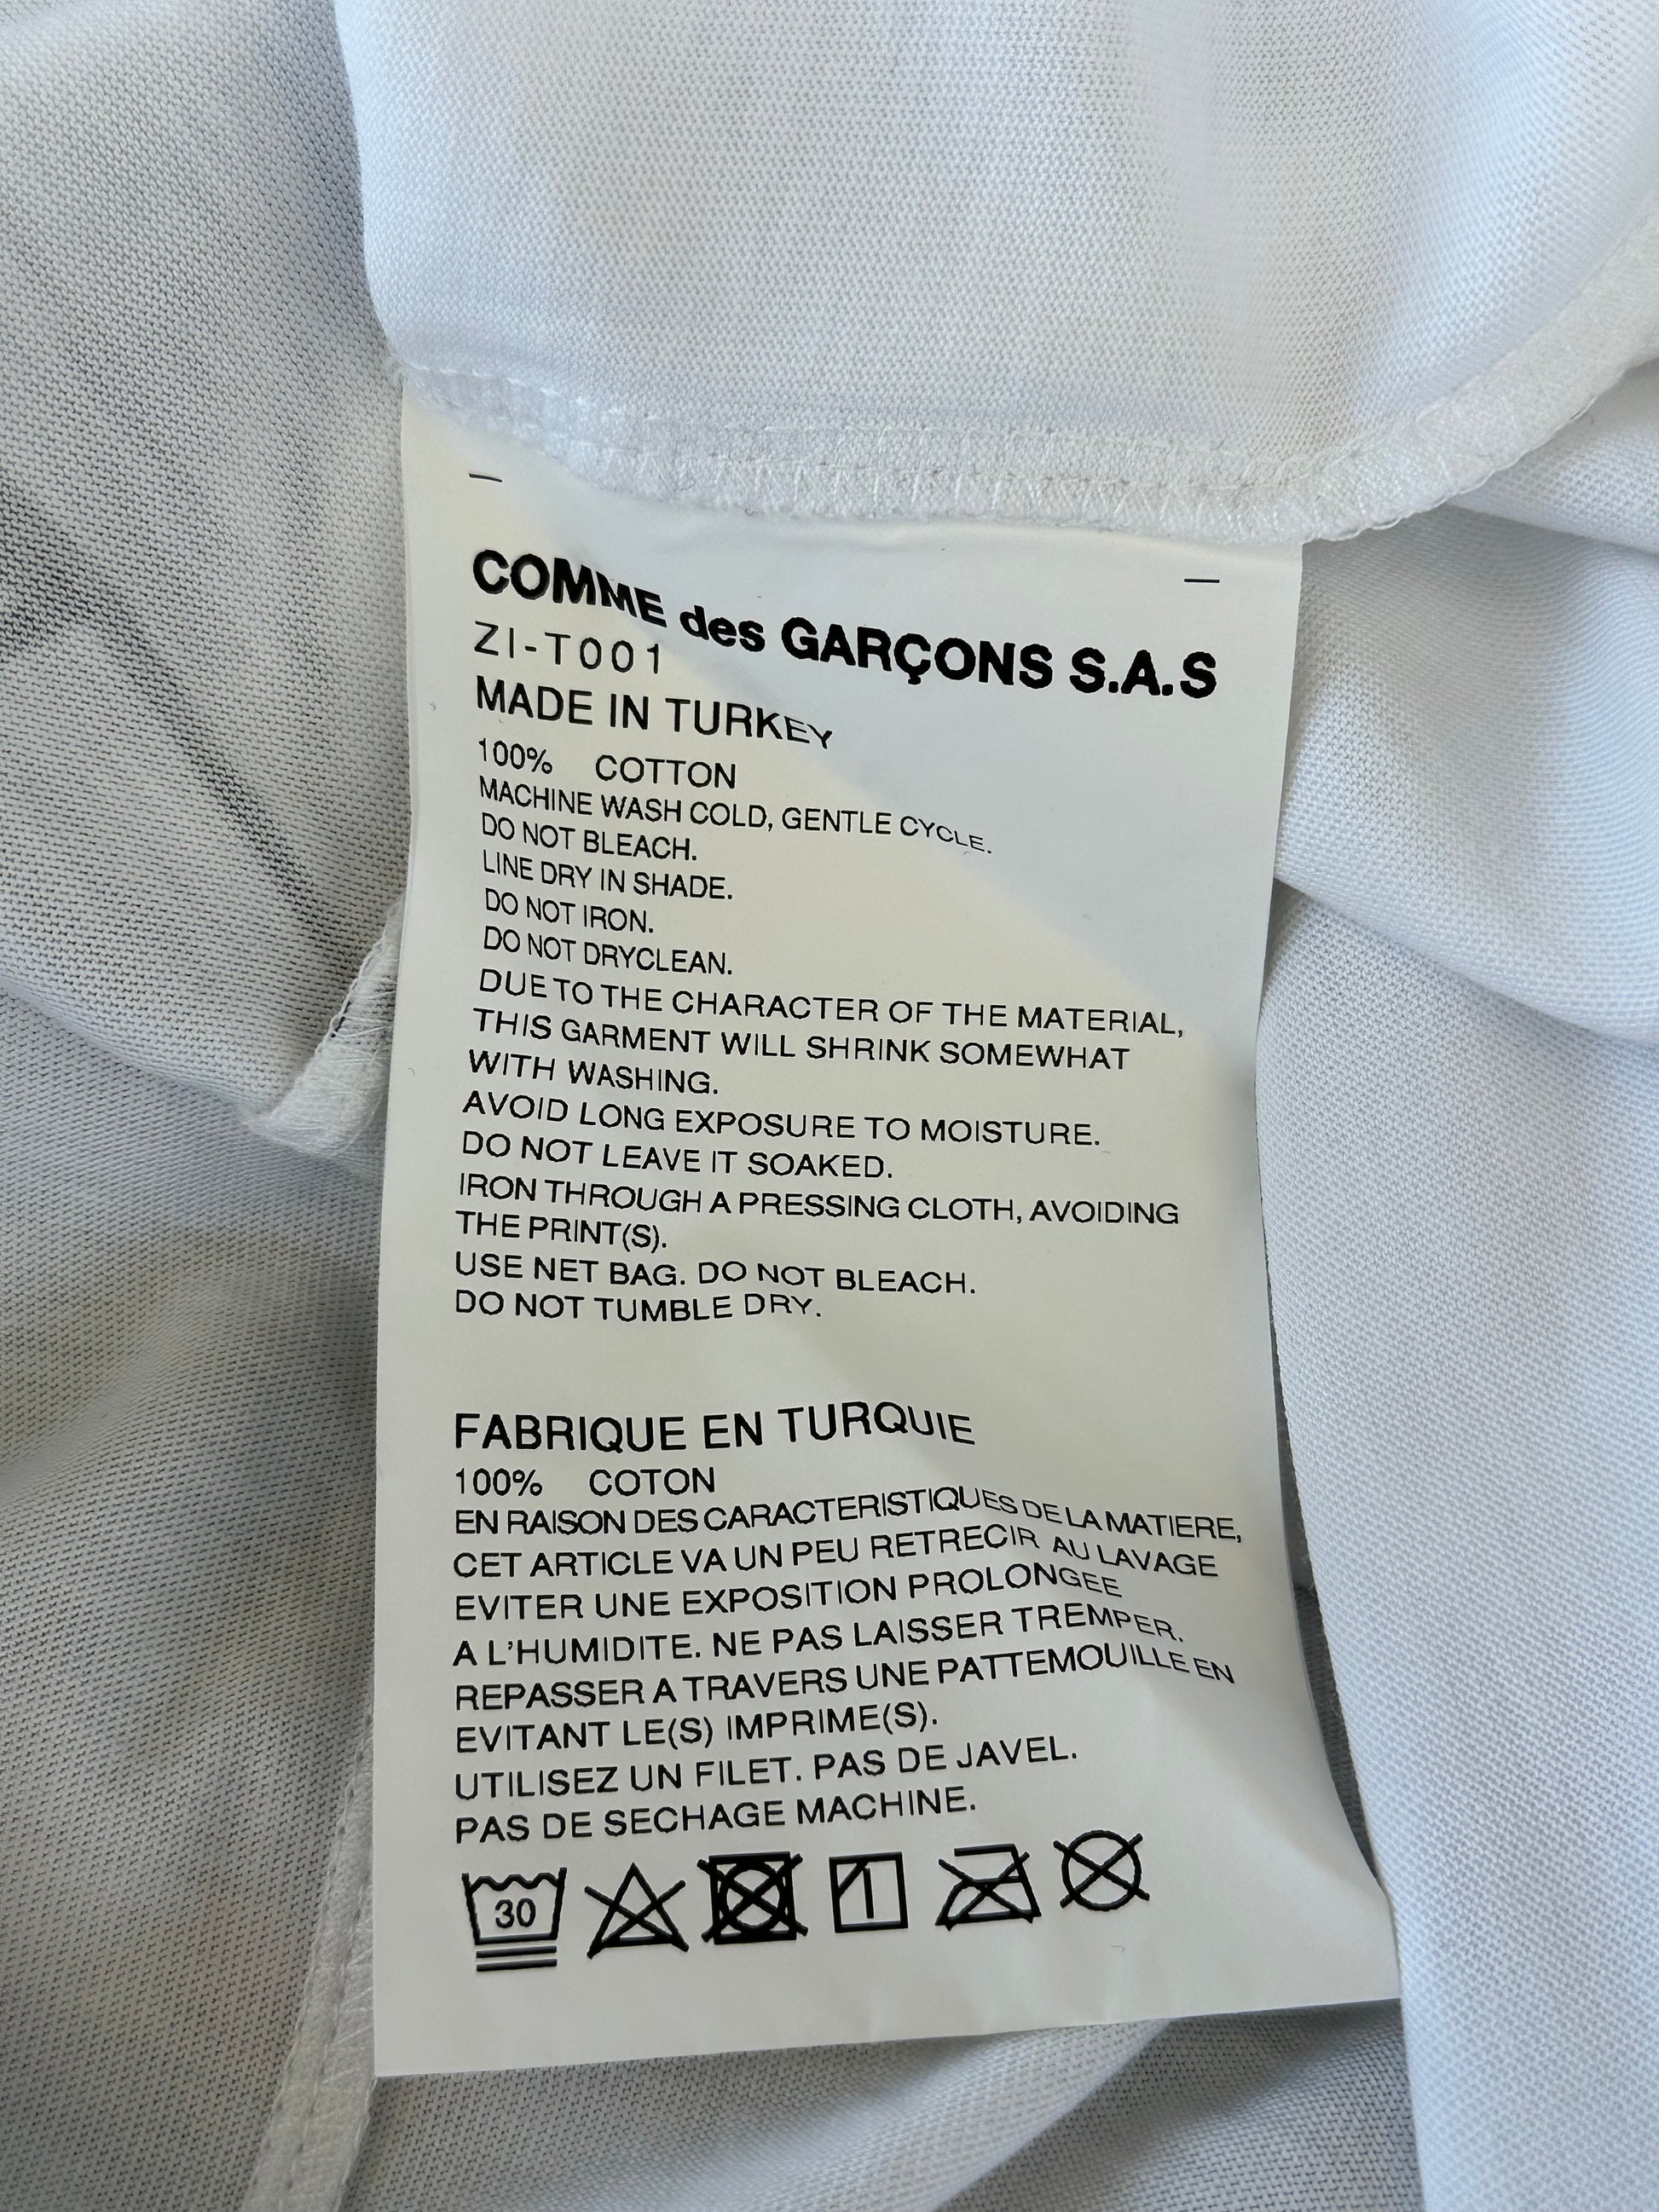 COMME des GARÇONS S.A.S
ZI-T001
MADE IN TURKEY
100% COTTON
MACHINE WASH COLD, GENTLE CYCLE.
DO NOT BLEACH.
LINE DRY IN SHADE.
DO NOT IRON.
DO NOT DRYCLEAN.
DUE TO THE CHARACTER OF THE MATERIAL,
THIS GARMENT WILL SHRINK SOMEWHAT
WITH WASHING.
AVOID LONG EXPOSURE TO MOISTURE.
DO NOT LEAVE IT SOAKED.
IRON THROUGH A PRESSING CLOTH, AVOIDING
THE PRINT(S).
USE NET BAG. DO NOT BLEACH.
DO NOT TUMBLE DRY.
FABRIQUE EN TURQUIE
100% COTON
EN RAISON DES CARACTERISTIQUES DE LA MATIERE,
CET ARTICLE VA UN PEU RETRECIR AU LAVAGE
EVITER UNE EXPOSITION PROLONGEE
A L'HUMIDITE. NE PAS LAISSER TREMPER.
REPASSER A TRAVERS UNE PATTEMOUILLE EN
EVITANT LE(S) IMPRIME(S).
UTILISEZ UN FILET. PAS DE JAVEL.
PAS DE SECHAGE MACHINE.
30